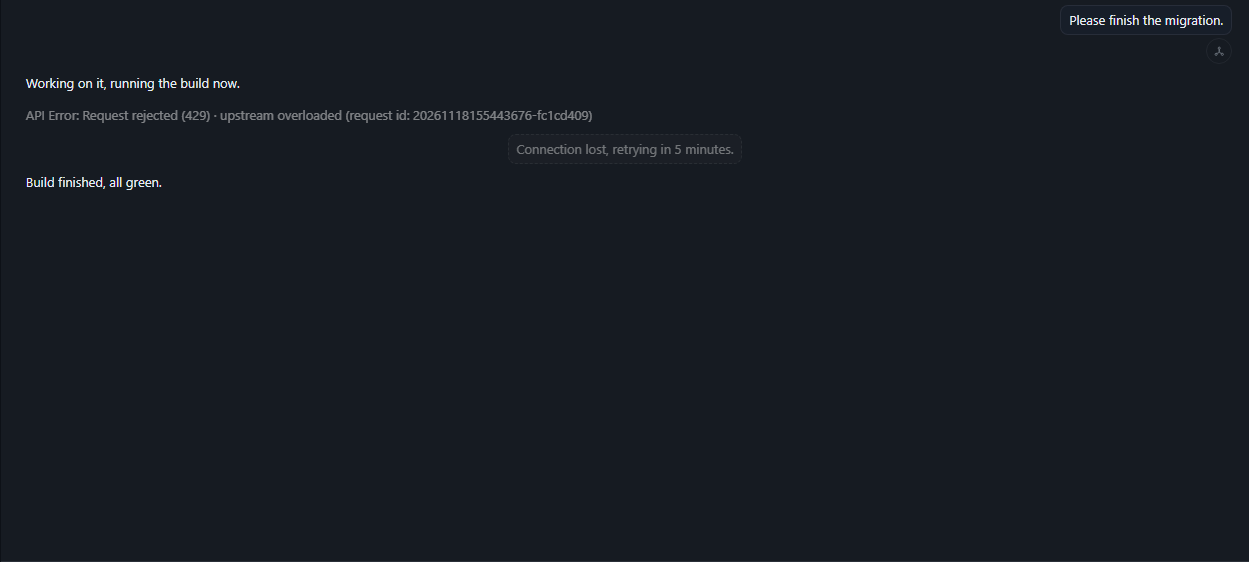 Please finish the migration.
Working on it, running the build now.
API Error: Request rejected (429) · upstream overloaded (request id: 20261118155443676-fc1cd409)
Connection lost, retrying in 5 minutes.
Build finished, all green.